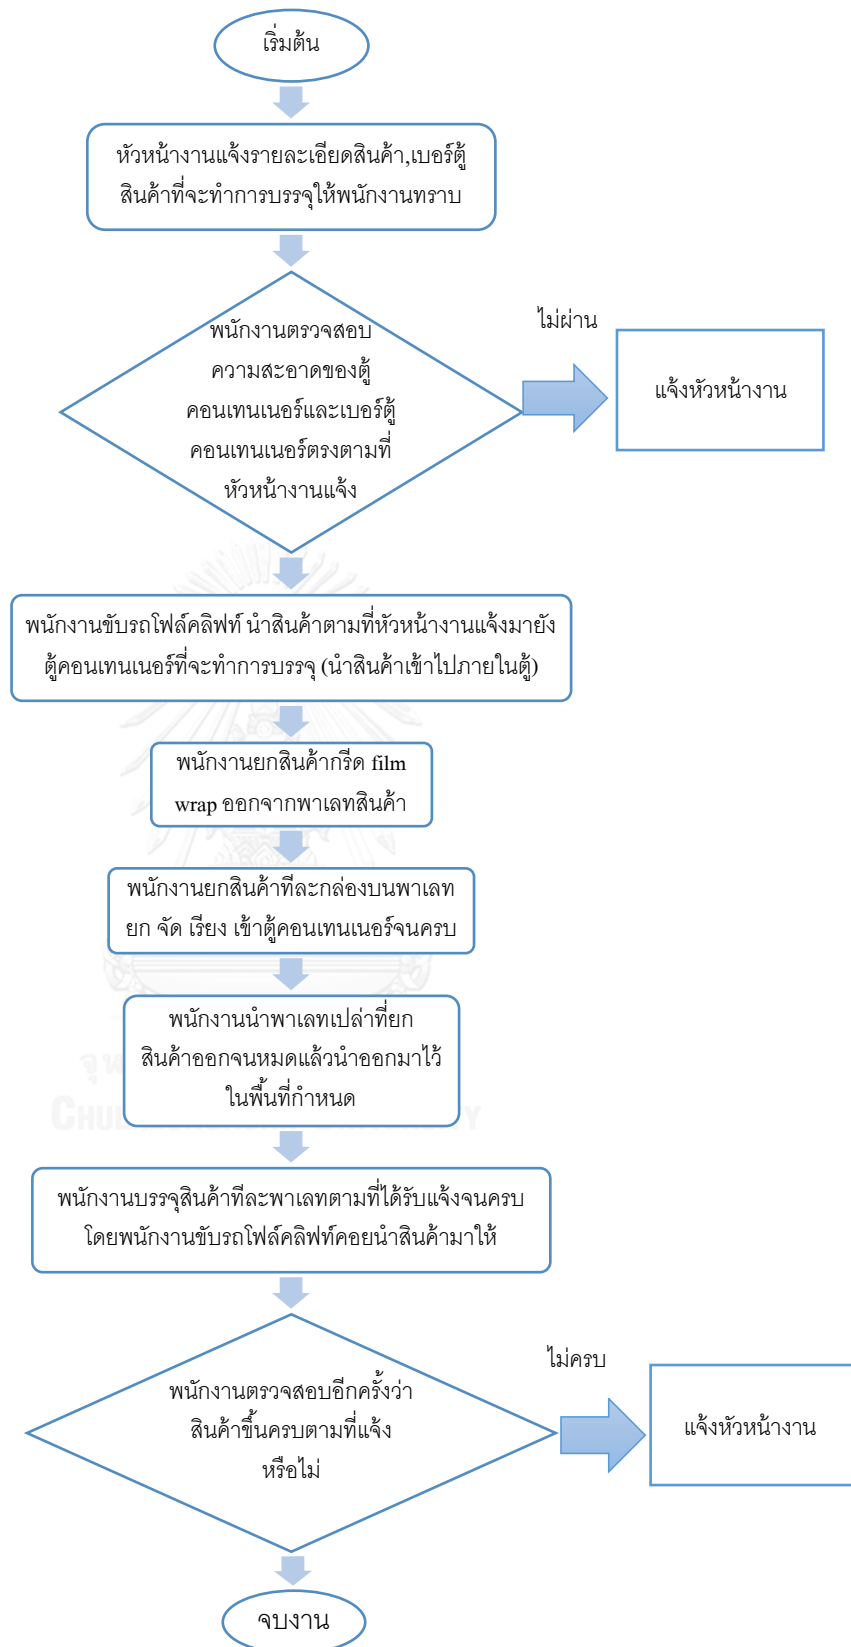 เริ่มต้น
หัวหน้างานแจ้งรายละเอียดสินค้า,เบอร์ตู้
สินค้าที่จะทำการบรรจุให้พนักงานทราบ
พนักงานตรวจสอบ
ความสะอาดของตู้
คอนเทนเนอร์และเบอร์ตู้
คอนเทนเนอร์ตรงตามที่
หัวหน้างานแจ้ง
ไม่ผ่าน
แจ้งหัวหน้างาน
พนักงานขับรถโฟล์คลิฟท์ นำสินค้าตามที่หัวหน้างานแจ้งมายัง
ตู้คอนเทนเนอร์ที่จะทำการบรรจุ (นำสินค้าเข้าไปภายในตู้)
พนักงานยกสินค้ากรีด film
wrap ออกจากพาเลทสินค้า
พนักงานยกสินค้าทีละกล่องบนพาเลท
ยก จัด เรียง เข้าตู้คอนเทนเนอร์จนครบ
พนักงานนำพาเลทเปล่าที่ยก
สินค้าออกจนหมดแล้วนำออกมาไว้
ในพื้นที่กำหนด
พนักงานบรรจุสินค้าทีละพาเลทตามที่ได้รับแจ้งจนครบ
โดยพนักงานขับรถโฟล์คลิฟท์คอยนำสินค้ามาให้
พนักงานตรวจสอบอีกครั้งว่า
สินค้าขึ้นครบตามที่แจ้ง
หรือไม่
ไม่ครบ
แจ้งหัวหน้างาน
จบงาน